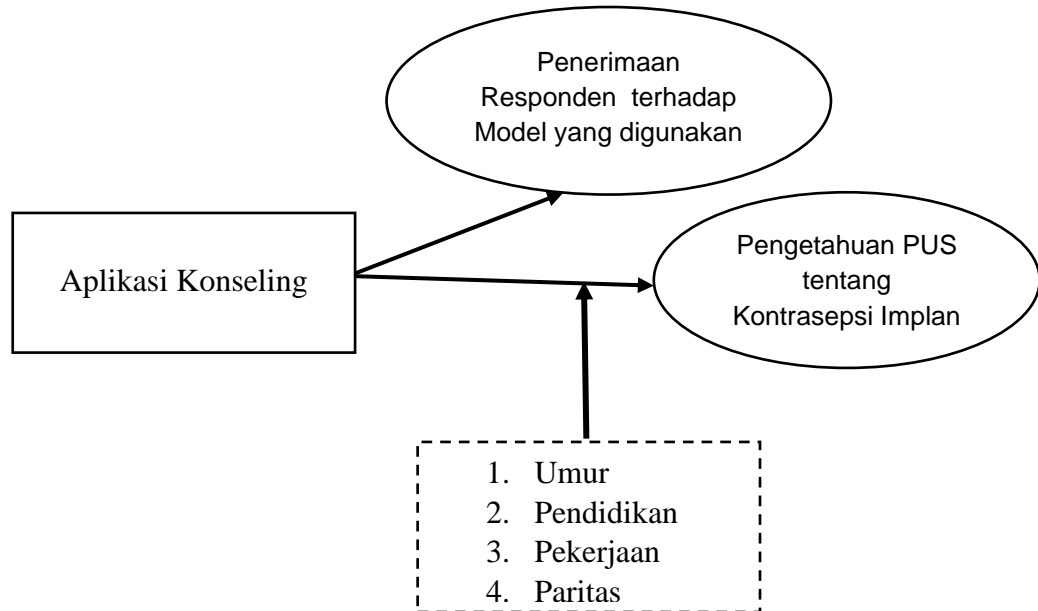 Penerimaan
Responden terhadap
Model yang digunakan
Aplikasi Konseling
Pengetahuan PUS
tentang
Kontrasepsi Implan
1. Umur
2. Pendidikan
3. Pekerjaan
4. Paritas